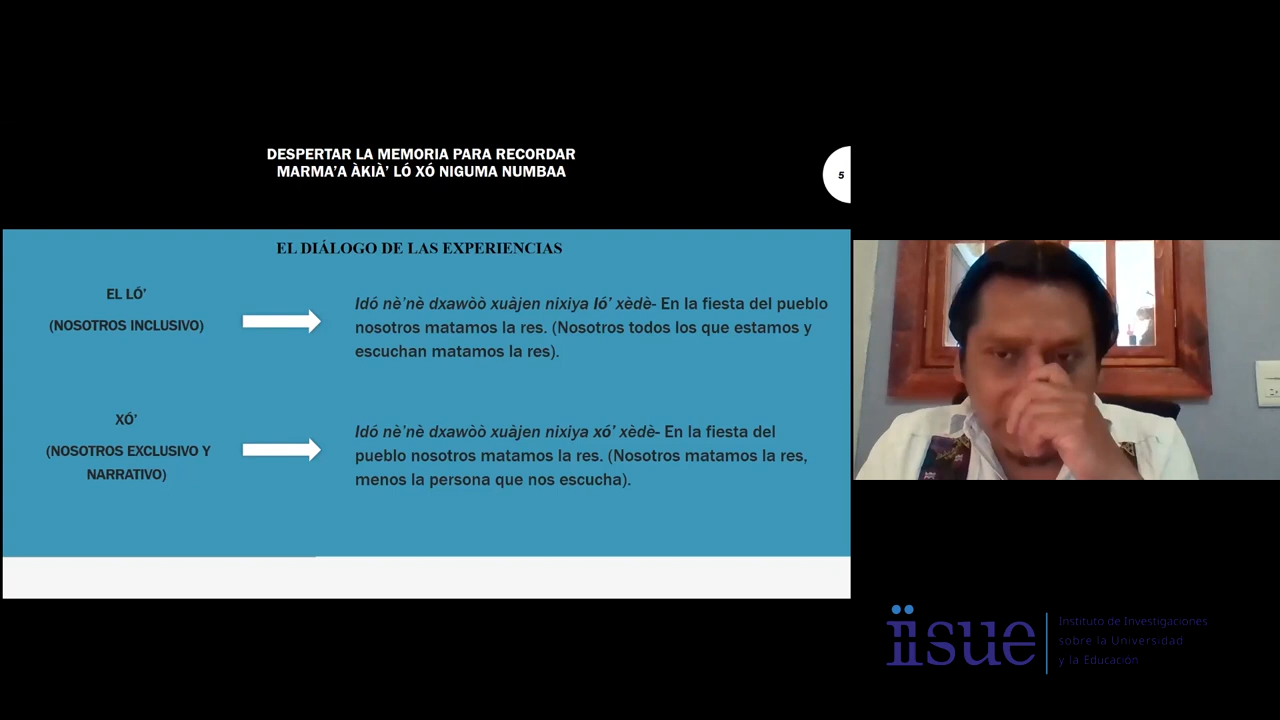 DESPERTAR LA MEMORIA PARA RECORDAR
MARMA’A ÀKIÀ’ LÓ XÓ NIGUMA NUMBAA
5
EL DIÁLOGO DE LAS EXPERIENCIAS
EL LÓ’
(NOSOTROS INCLUSIVO)
Idó nè’nè dxawòò xuàjen nixiya ló’ xèdè- En la fiesta del pueblo
nosotros matamos la res. (Nosotros todos los que estamos y
escuchan matamos la res).
XÓ’
(NOSOTROS EXCLUSIVO Y
NARRATIVO)
Idó nè’nè dxawòò xuàjen nixiya xó’ xèdè- En la fiesta del
pueblo nosotros matamos la res. (Nosotros matamos la res,
menos la persona que nos escucha).
iisue
Instituto de Investigaciones
sobre la Universidad
y la Educación